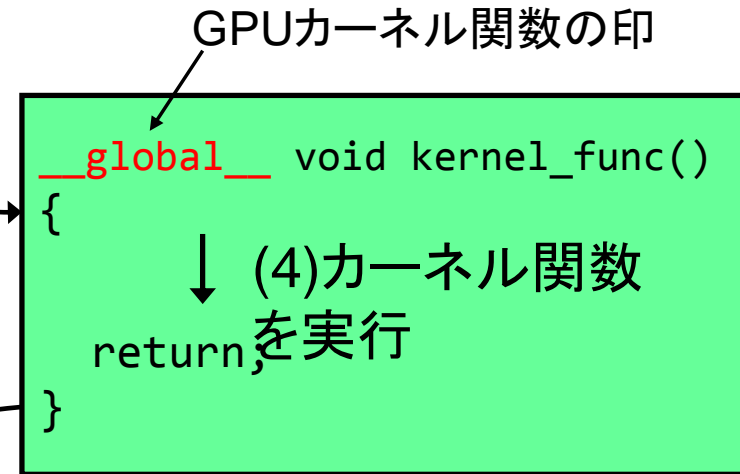 GPUカーネル関数の印
__global__ void kernel_func()
{
(4)カーネル関数
を実行
return;
}